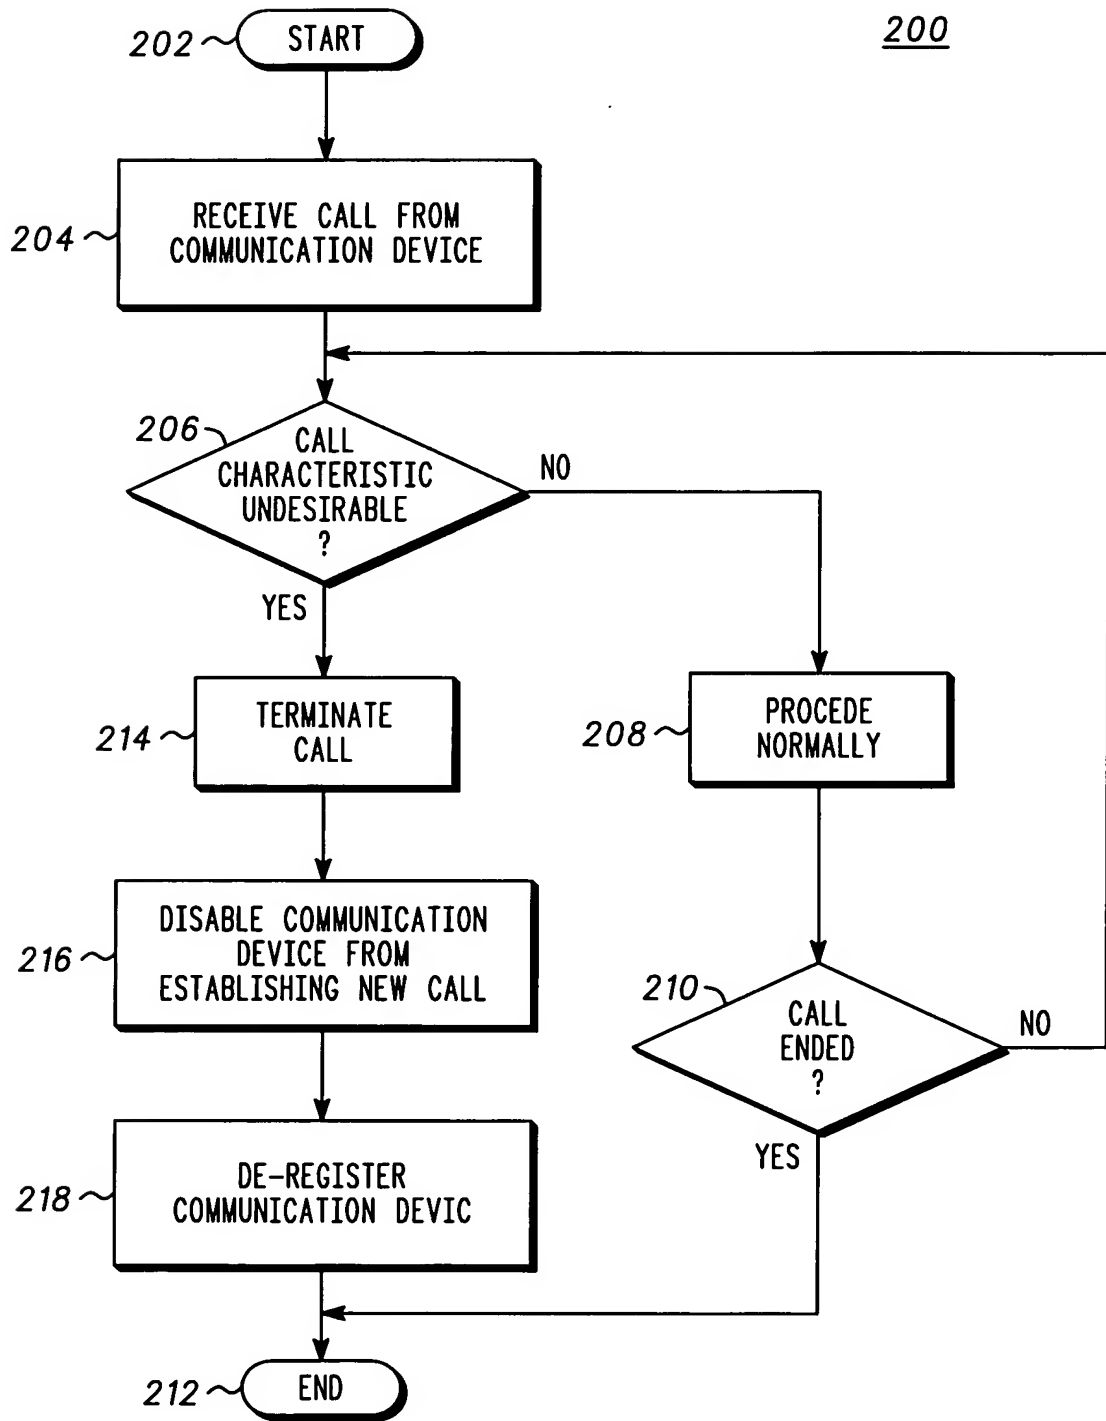 200
202
START
204
RECEIVE CALL FROM
COMMUNICATION DEVICE
206
CALL
CHARACTERISTIC
UNDESIRABLE
?
NO
YES
214
TERMINATE
CALL
208
PROCEDE
NORMALLY
216
DISABLE COMMUNICATION
DEVICE FROM
ESTABLISHING NEW CALL
210
CALL
ENDED
?
NO
YES
218
DE-REGISTER
COMMUNICATION DEVIC
212
END